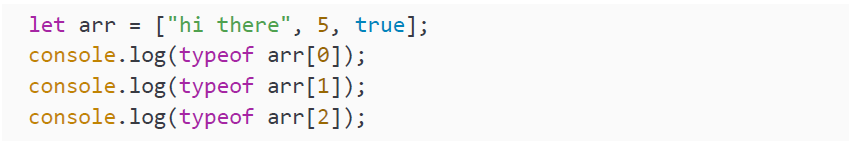 let arr = ["hi there", 5, true];
console.log(typeof arr[0]);
console.log(typeof arr[1]);
console.log(typeof arr[2]);